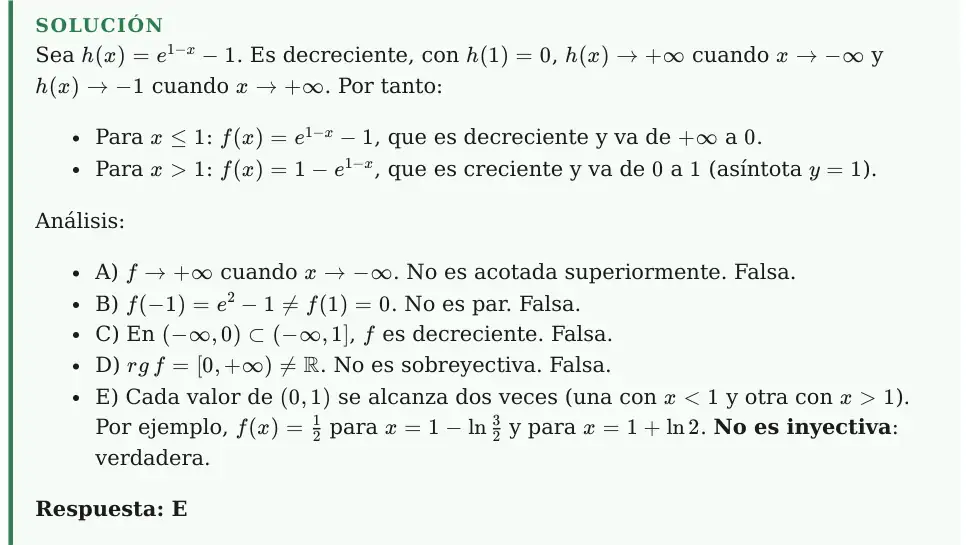 SOLUCIÓN
Sea h(x) = e^{1−x} − 1. Es decreciente, con h(1) = 0, h(x) → +∞ cuando x → −∞ y
h(x) → −1 cuando x → +∞. Por tanto:
• Para x ≤ 1: f(x) = e^{1−x} − 1, que es decreciente y va de +∞ a 0.
• Para x > 1: f(x) = 1 − e^{1−x}, que es creciente y va de 0 a 1 (asíntota y = 1).
Análisis:
• A) f → +∞ cuando x → −∞. No es acotada superiormente. Falsa.
• B) f(−1) = e² − 1 ≠ f(1) = 0. No es par. Falsa.
• C) En (−∞, 0) ⊂ (−∞, 1], f es decreciente. Falsa.
• D) rg f = [0, +∞) ≠ ℝ. No es sobreyectiva. Falsa.
• E) Cada valor de (0, 1) se alcanza dos veces (una con x < 1 y otra con x > 1).
Por ejemplo, f(x) = 1/2 para x = 1 − ln 3/2 y para x = 1 + ln 2. No es inyectiva:
verdadera.
Respuesta: E